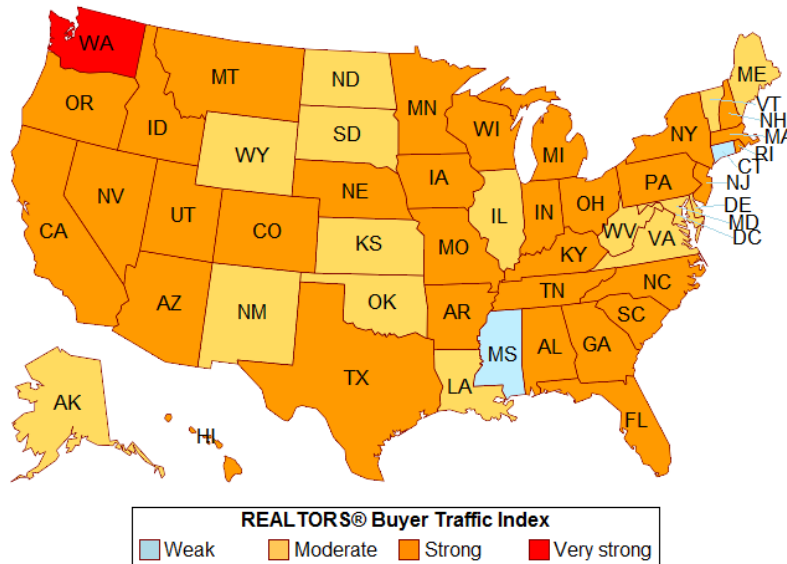 WA
MT
ND
ME
OR
MN
VT
ID
SD
WI
NH
WY
MI
NY
MA
RI
CT
NV
NE
IA
PA
NJ
UT
IL
IN
OH
DE
CA
CO
WV
MD
KS
MO
VA
DC
KY
NC
AZ
NM
OK
TN
AR
SC
MS
AL
GA
TX
LA
AK
FL
HI
REALTORS® Buyer Traffic Index
Weak Moderate Strong Very strong